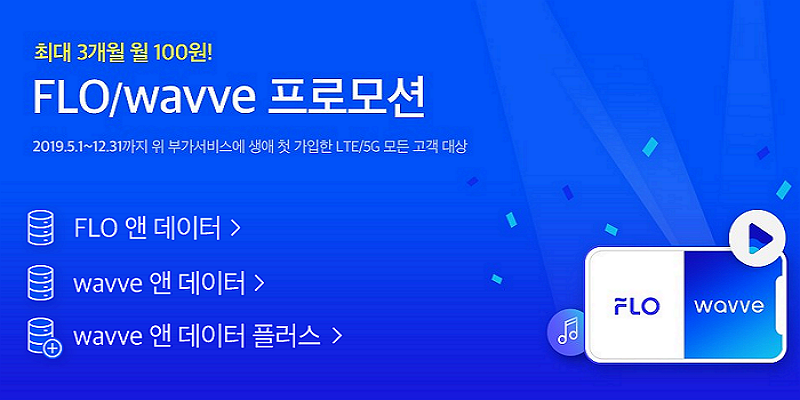 최대 3개월 월 100원!
FLO/wavve 프로모션
2019.5.1~12.31까지 위 부가서비스에 생애 첫 가입한 LTE/5G 모든 고객 대상
FLO 앤 데이터 >
wavve 앤 데이터 >
wavve 앤 데이터 플러스 >
FLO wavve